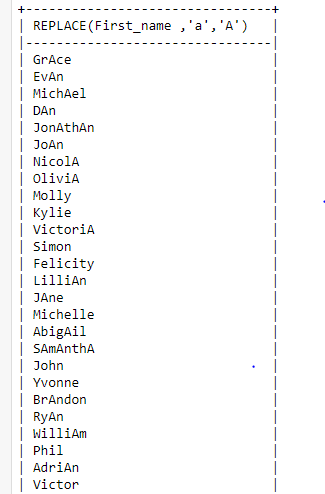 +--------------------------------+
| REPLACE(First_name ,'a','A') |
|--------------------------------|
| GrAce |
| EvAn |
| MichAel |
| DAn |
| JonAthAn |
| JoAn |
| NicolA |
| OliviA |
| Molly |
| Kylie |
| VictoriA |
| Simon |
| Felicity |
| LilliAn |
| JAne |
| Michelle |
| AbigAil |
| SAmAnthA |
| John |
| Yvonne |
| BrAndon |
| RyAn |
| WilliAm |
| Phil |
| AdriAn |
| Victor |